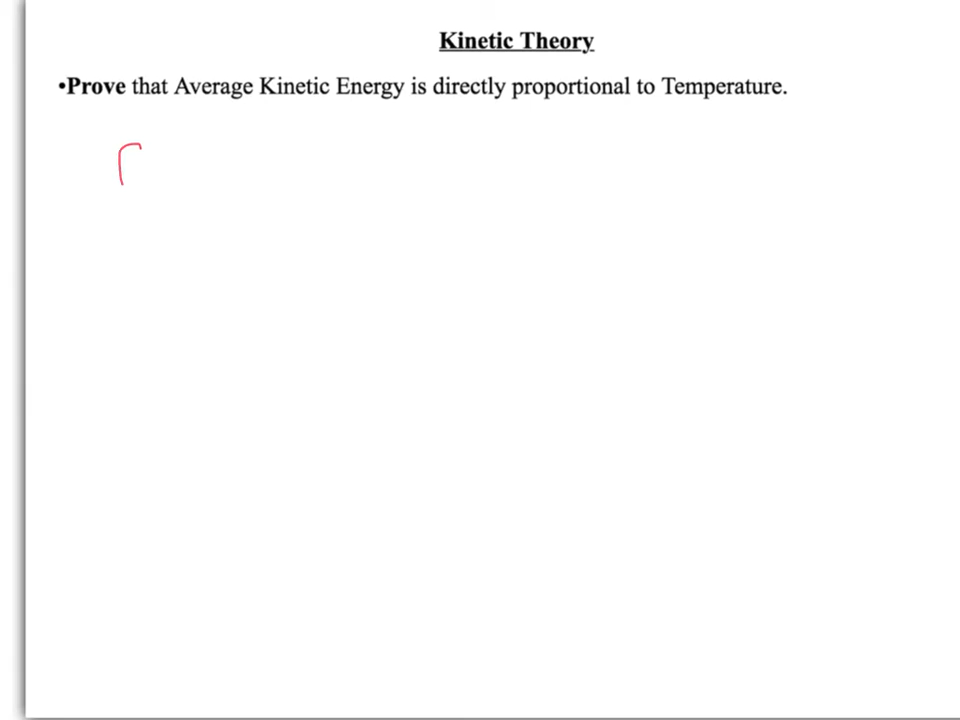 Kinetic Theory
•Prove that Average Kinetic Energy is directly proportional to Temperature.